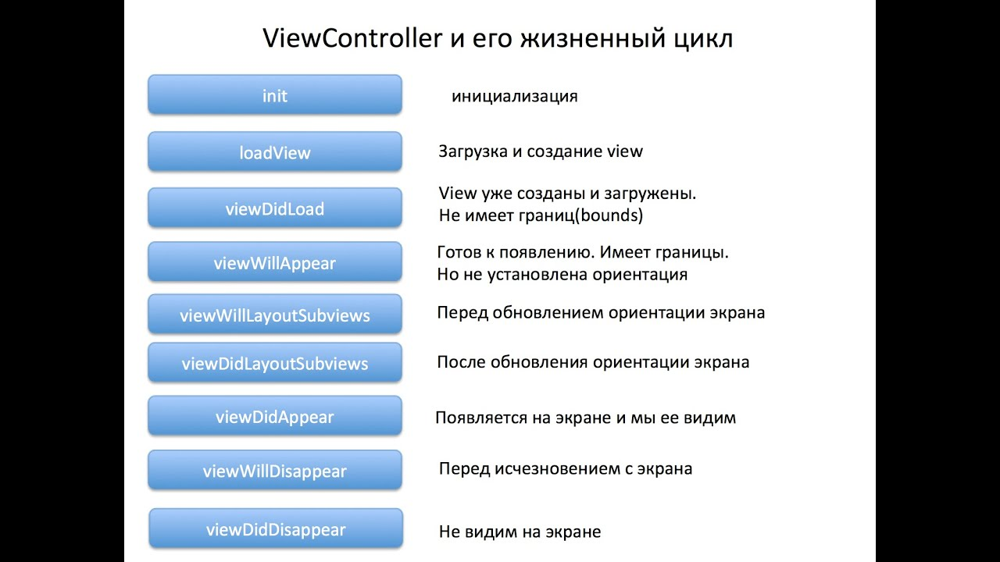 ViewController и его жизненный цикл
init
инициализация
loadView
Загрузка и создание view
viewDidLoad
View уже созданы и загружены.
Не имеет границ(bounds)
viewWillAppear
Готов к появлению. Имеет границы.
Но не установлена ориентация
viewWillLayoutSubviews
Перед обновлением ориентации экрана
viewDidLayoutSubviews
После обновления ориентации экрана
viewDidAppear
Появляется на экране и мы ее видим
viewWillDisappear
Перед исчезновением с экрана
viewDidDisappear
Не видим на экране